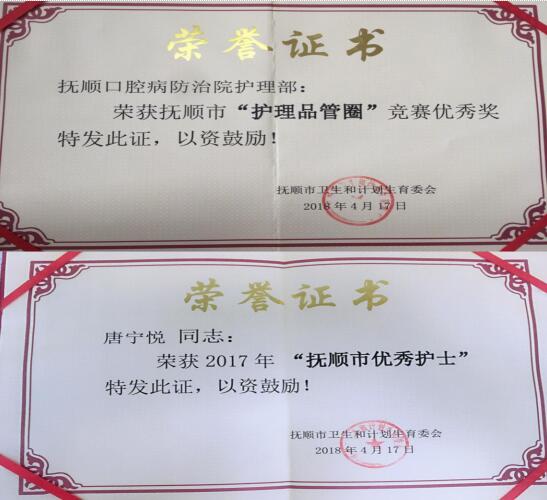 荣誉证书
抚顺口腔病防治院护理部：
荣获抚顺市“护理品管圈”竞赛优秀奖
特发此证，以资鼓励！
抚顺市卫生和计划生育委会
2018年4月17日
荣誉证书
唐宁悦 同志：
荣获2017年 “抚顺市优秀护士”
特发此证，以资鼓励！
抚顺市卫生和计划生育委会
2018年4月17日